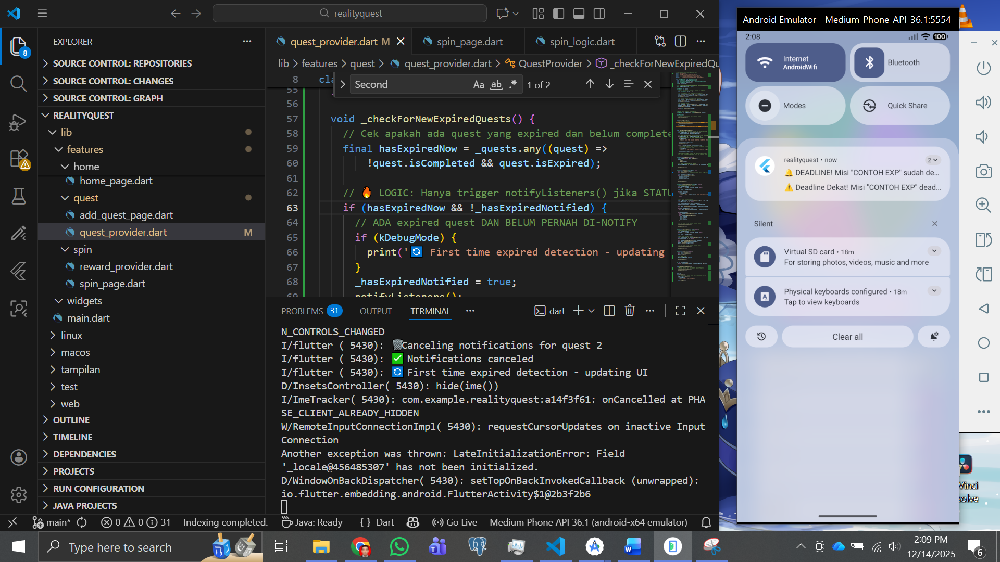 realityquest
EXPLORER
8
SOURCE CONTROL: REPOSITORIES
SOURCE CONTROL: CHANGES
SOURCE CONTROL: GRAPH
REALITYQUEST
lib
features
home
home_page.dart
quest
add_quest_page.dart
quest_provider.dart M
spin
reward_provider.dart
spin_page.dart
widgets
main.dart
linux
macos
tampilan
test
web
OUTLINE
TIMELINE
DEPENDENCIES
PROJECTS
RUN CONFIGURATION
JAVA PROJECTS
quest_provider.dart M
spin_page.dart
spin_logic.dart
lib > features > quest > quest_provider.dart > QuestProvider > _checkForNewExpiredQu
Second
Aa ab .* 1 of 2
8 cla
55
56
57 void _checkForNewExpiredQuests() {
58 // Cek apakah ada quest yang expired dan belum complete
59 final hasExpiredNow = _quests.any((quest) =>
60 !quest.isCompleted && quest.isExpired);
61
62 // 🔥 LOGIC: Hanya trigger notifyListeners() jika STATU
63 if (hasExpiredNow && !_hasExpiredNotified) {
64 // ADA expired quest DAN BELUM PERNAH DI-NOTIFY
65 if (kDebugMode) {
66 print('🔄 First time expired detection - updating
67 }
68 _hasExpiredNotified = true;
69 notifyListeners();
PROBLEMS 31 OUTPUT TERMINAL
dart
N_CONTROLS_CHANGED
I/flutter ( 5430): 🗑️Canceling notifications for quest 2
I/flutter ( 5430): ✅ Notifications canceled
I/flutter ( 5430): 🔄 First time expired detection - updating UI
D/InsetsController( 5430): hide(ime())
I/ImeTracker( 5430): com.example.realityquest:a14f3f61: onCancelled at PHA
SE_CLIENT_ALREADY_HIDDEN
W/RemoteInputConnectionImpl( 5430): requestCursorUpdates on inactive Input
Connection
Another exception was thrown: LateInitializationError: Field
'_locale@456485307' has not been initialized.
D/WindowOnBackDispatcher( 5430): setTopOnBackInvokedCallback (unwrapped):
io.flutter.embedding.android.FlutterActivity$1@2b3f2b6
main* 0 0 31 Indexing completed. Java: Ready {} Dart Go Live Medium Phone API 36.1 (android-x64 emulator)
Android Emulator - Medium_Phone_API_36.1:5554
2:08
100
Internet
AndroidWifi
Bluetooth
Modes
Quick Share
realityquest • now
2
🔔 DEADLINE! Misi "CONTOH EXP" sudah de...
⚠️ Deadline Dekat! Misi "CONTOH EXP" dead...
Silent
Virtual SD card • 18m
For storing photos, videos, music and more
Physical keyboards configured • 18m
Tap to view keyboards
Clear all
Vinci
solve
Type here to search
2:09 PM
12/14/2025
6